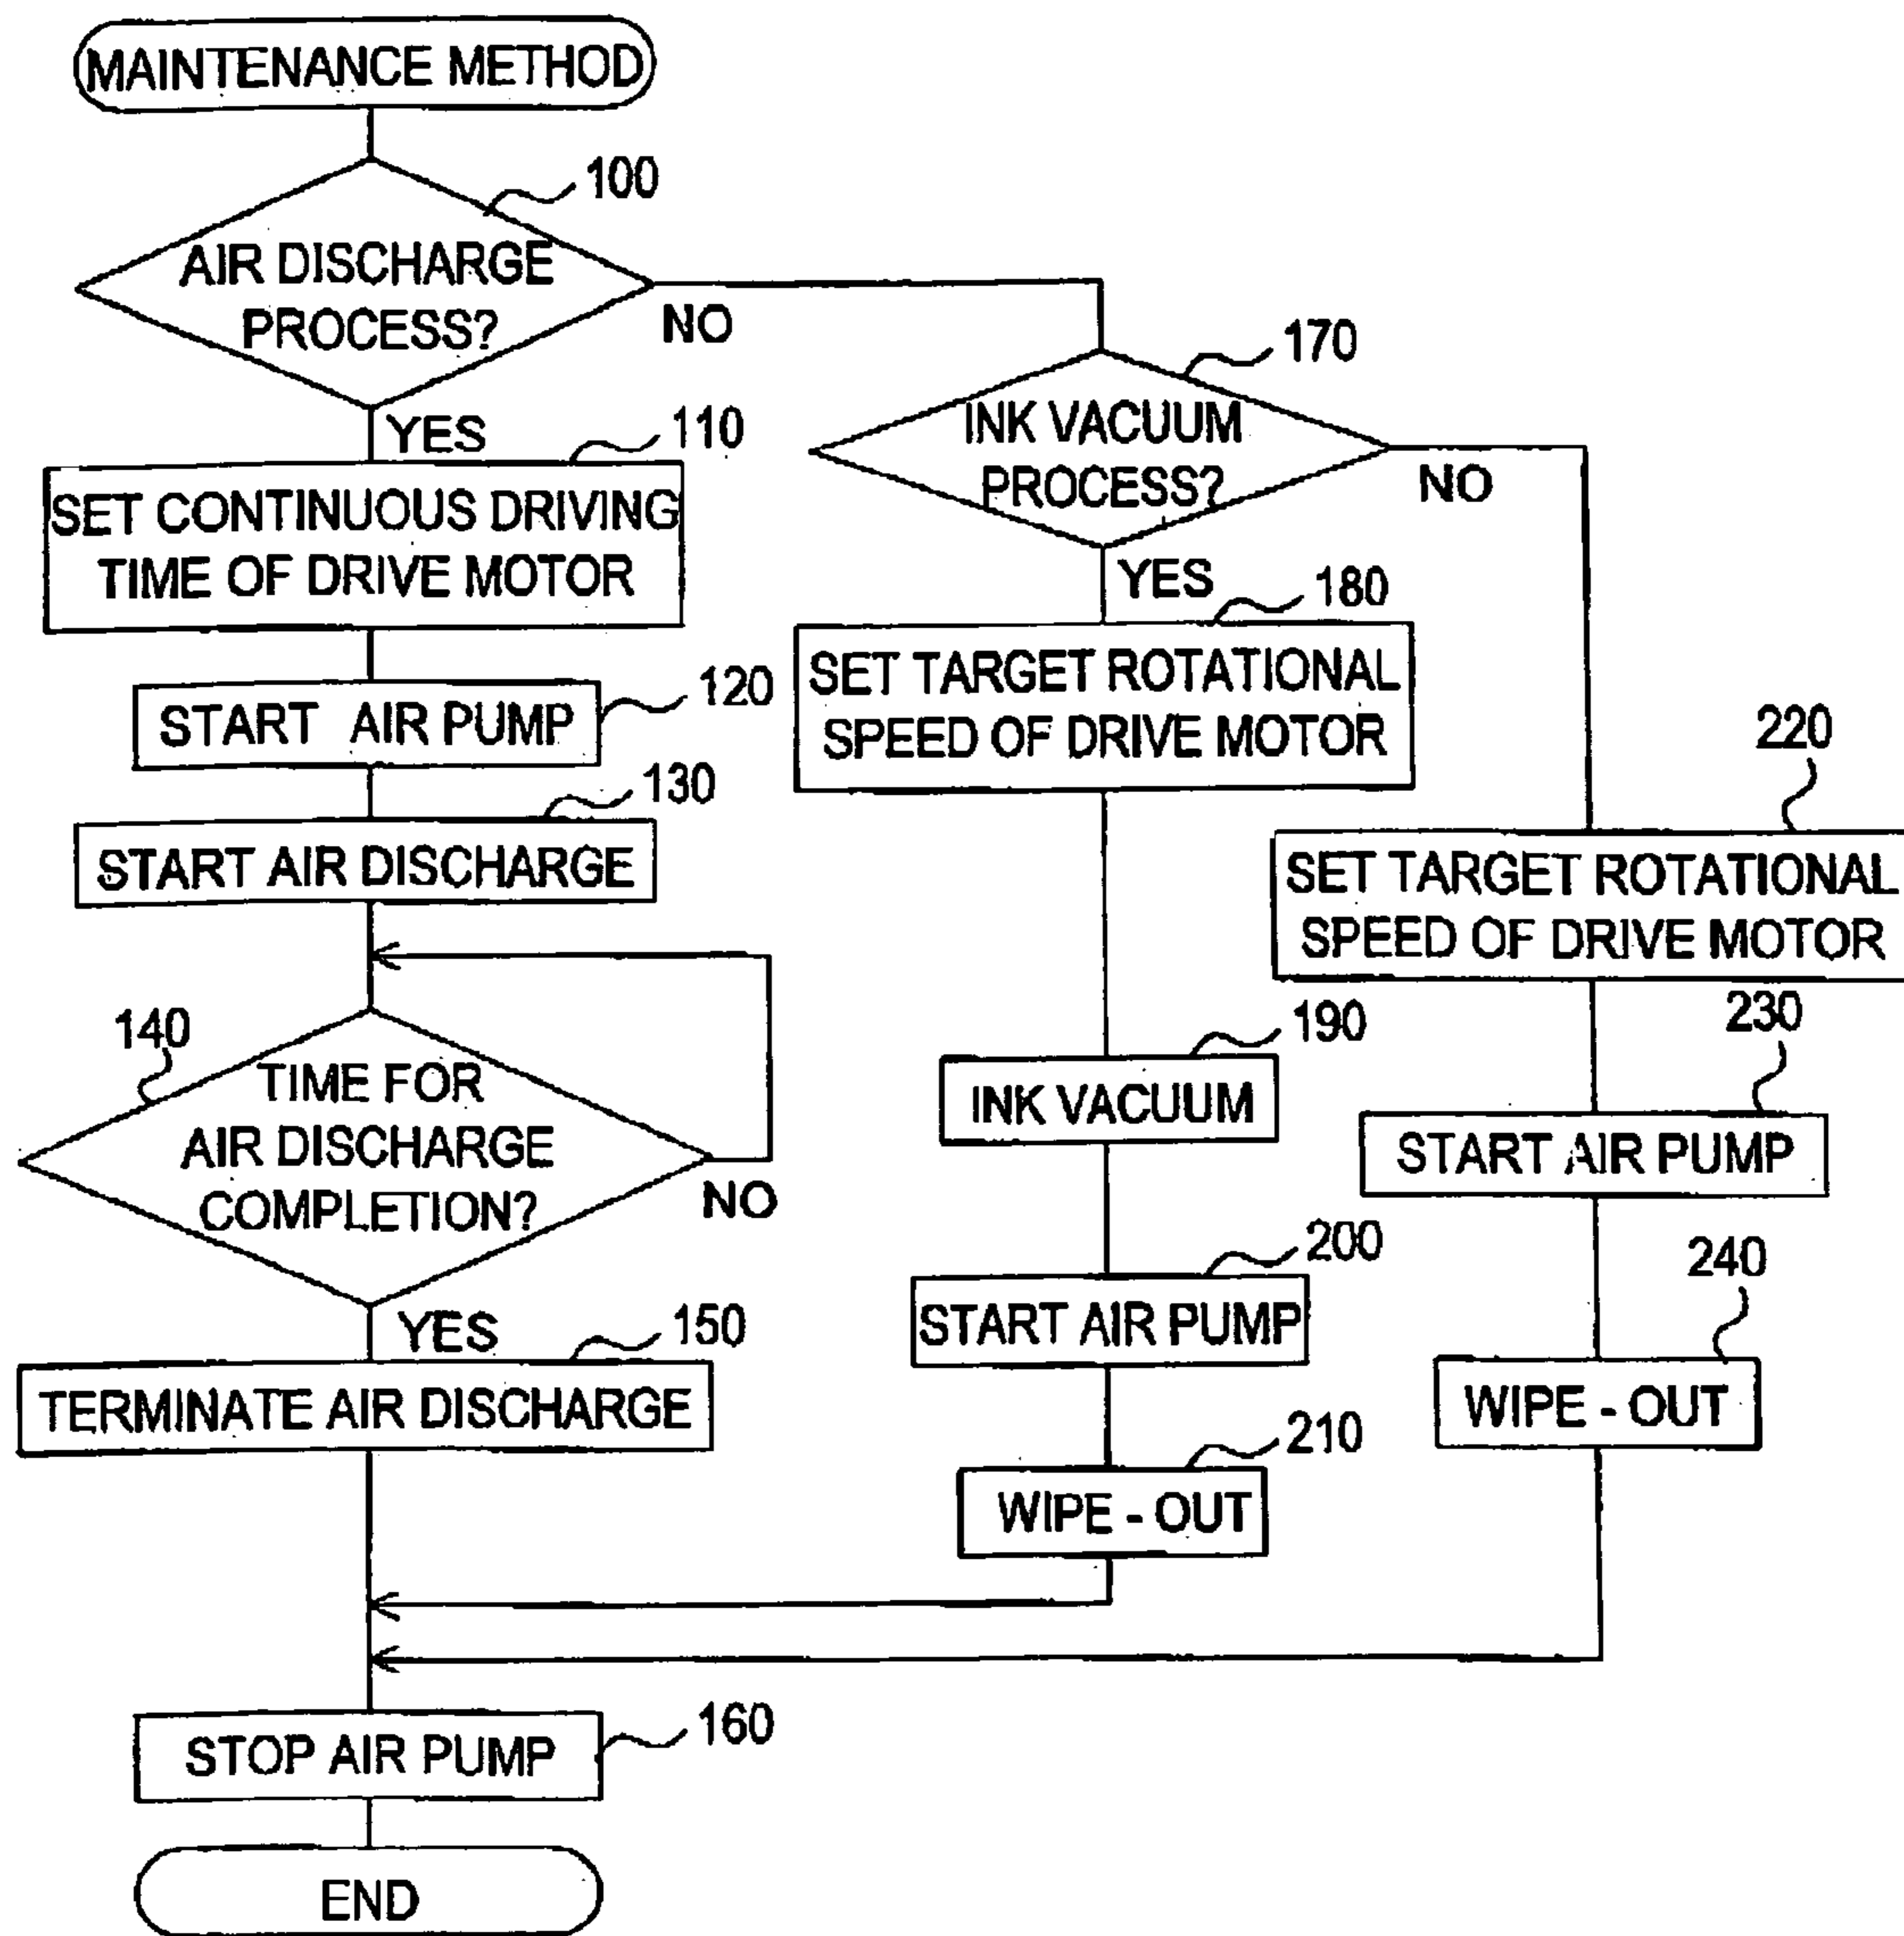 MAINTENANCE METHOD
100
AIR DISCHARGE
PROCESS?
NO
YES
110
SET CONTINUOUS DRIVING
TIME OF DRIVE MOTOR
START AIR PUMP
120
130
START AIR DISCHARGE
140
TIME FOR
AIR DISCHARGE
COMPLETION?
NO
YES
150
TERMINATE AIR DISCHARGE
170
INK VACUUM
PROCESS?
NO
YES
180
SET TARGET ROTATIONAL
SPEED OF DRIVE MOTOR
190
INK VACUUM
200
START AIR PUMP
210
WIPE - OUT
220
SET TARGET ROTATIONAL
SPEED OF DRIVE MOTOR
230
START AIR PUMP
240
WIPE - OUT
STOP AIR PUMP
160
END